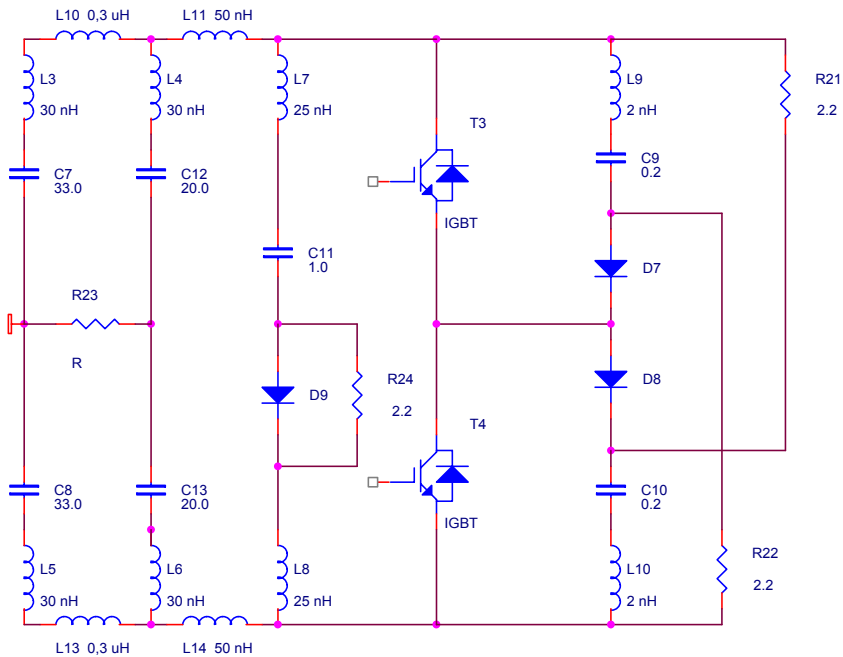 L10 0,3 uH
L11 50 nH
L3
30 nH
L4
30 nH
L7
25 nH
L9
2 nH
R21
2.2
T3
IGBT
C7
33.0
C12
20.0
C9
0.2
C11
1.0
D7
R23
R
D9
R24
2.2
D8
T4
IGBT
C8
33.0
C13
20.0
C10
0.2
L5
30 nH
L6
30 nH
L8
25 nH
L10
2 nH
R22
2.2
L13 0,3 uH
L14 50 nH